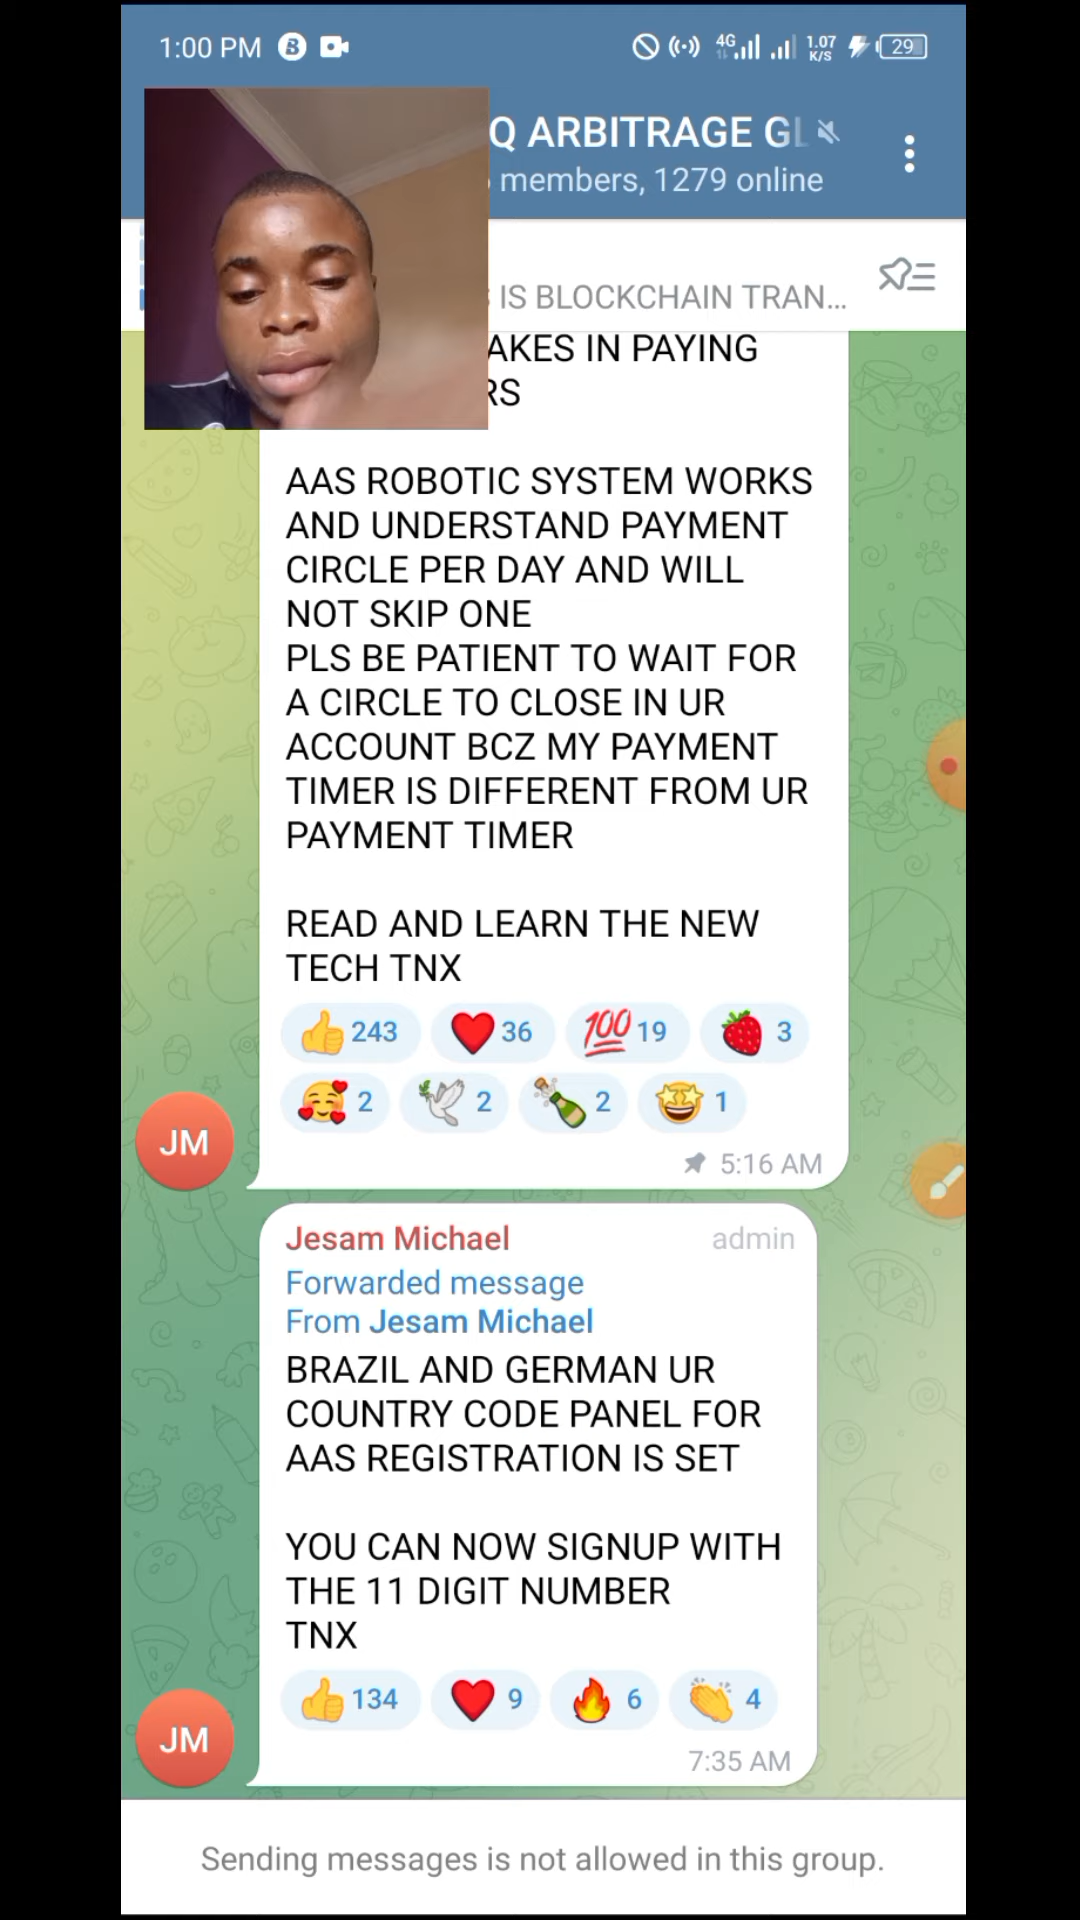 1:00 PM
4G
1.07
K/S
29
Q ARBITRAGE GL
members, 1279 online
IS BLOCKCHAIN TRAN...
AKES IN PAYING
RS
AAS ROBOTIC SYSTEM WORKS
AND UNDERSTAND PAYMENT
CIRCLE PER DAY AND WILL
NOT SKIP ONE
PLS BE PATIENT TO WAIT FOR
A CIRCLE TO CLOSE IN UR
ACCOUNT BCZ MY PAYMENT
TIMER IS DIFFERENT FROM UR
PAYMENT TIMER
READ AND LEARN THE NEW
TECH TNX
243 36 100 19 3
2 2 2 1
JM
5:16 AM
Jesam Michael admin
Forwarded message
From Jesam Michael
BRAZIL AND GERMAN UR
COUNTRY CODE PANEL FOR
AAS REGISTRATION IS SET
YOU CAN NOW SIGNUP WITH
THE 11 DIGIT NUMBER
TNX
134 9 6 4
JM
7:35 AM
Sending messages is not allowed in this group.